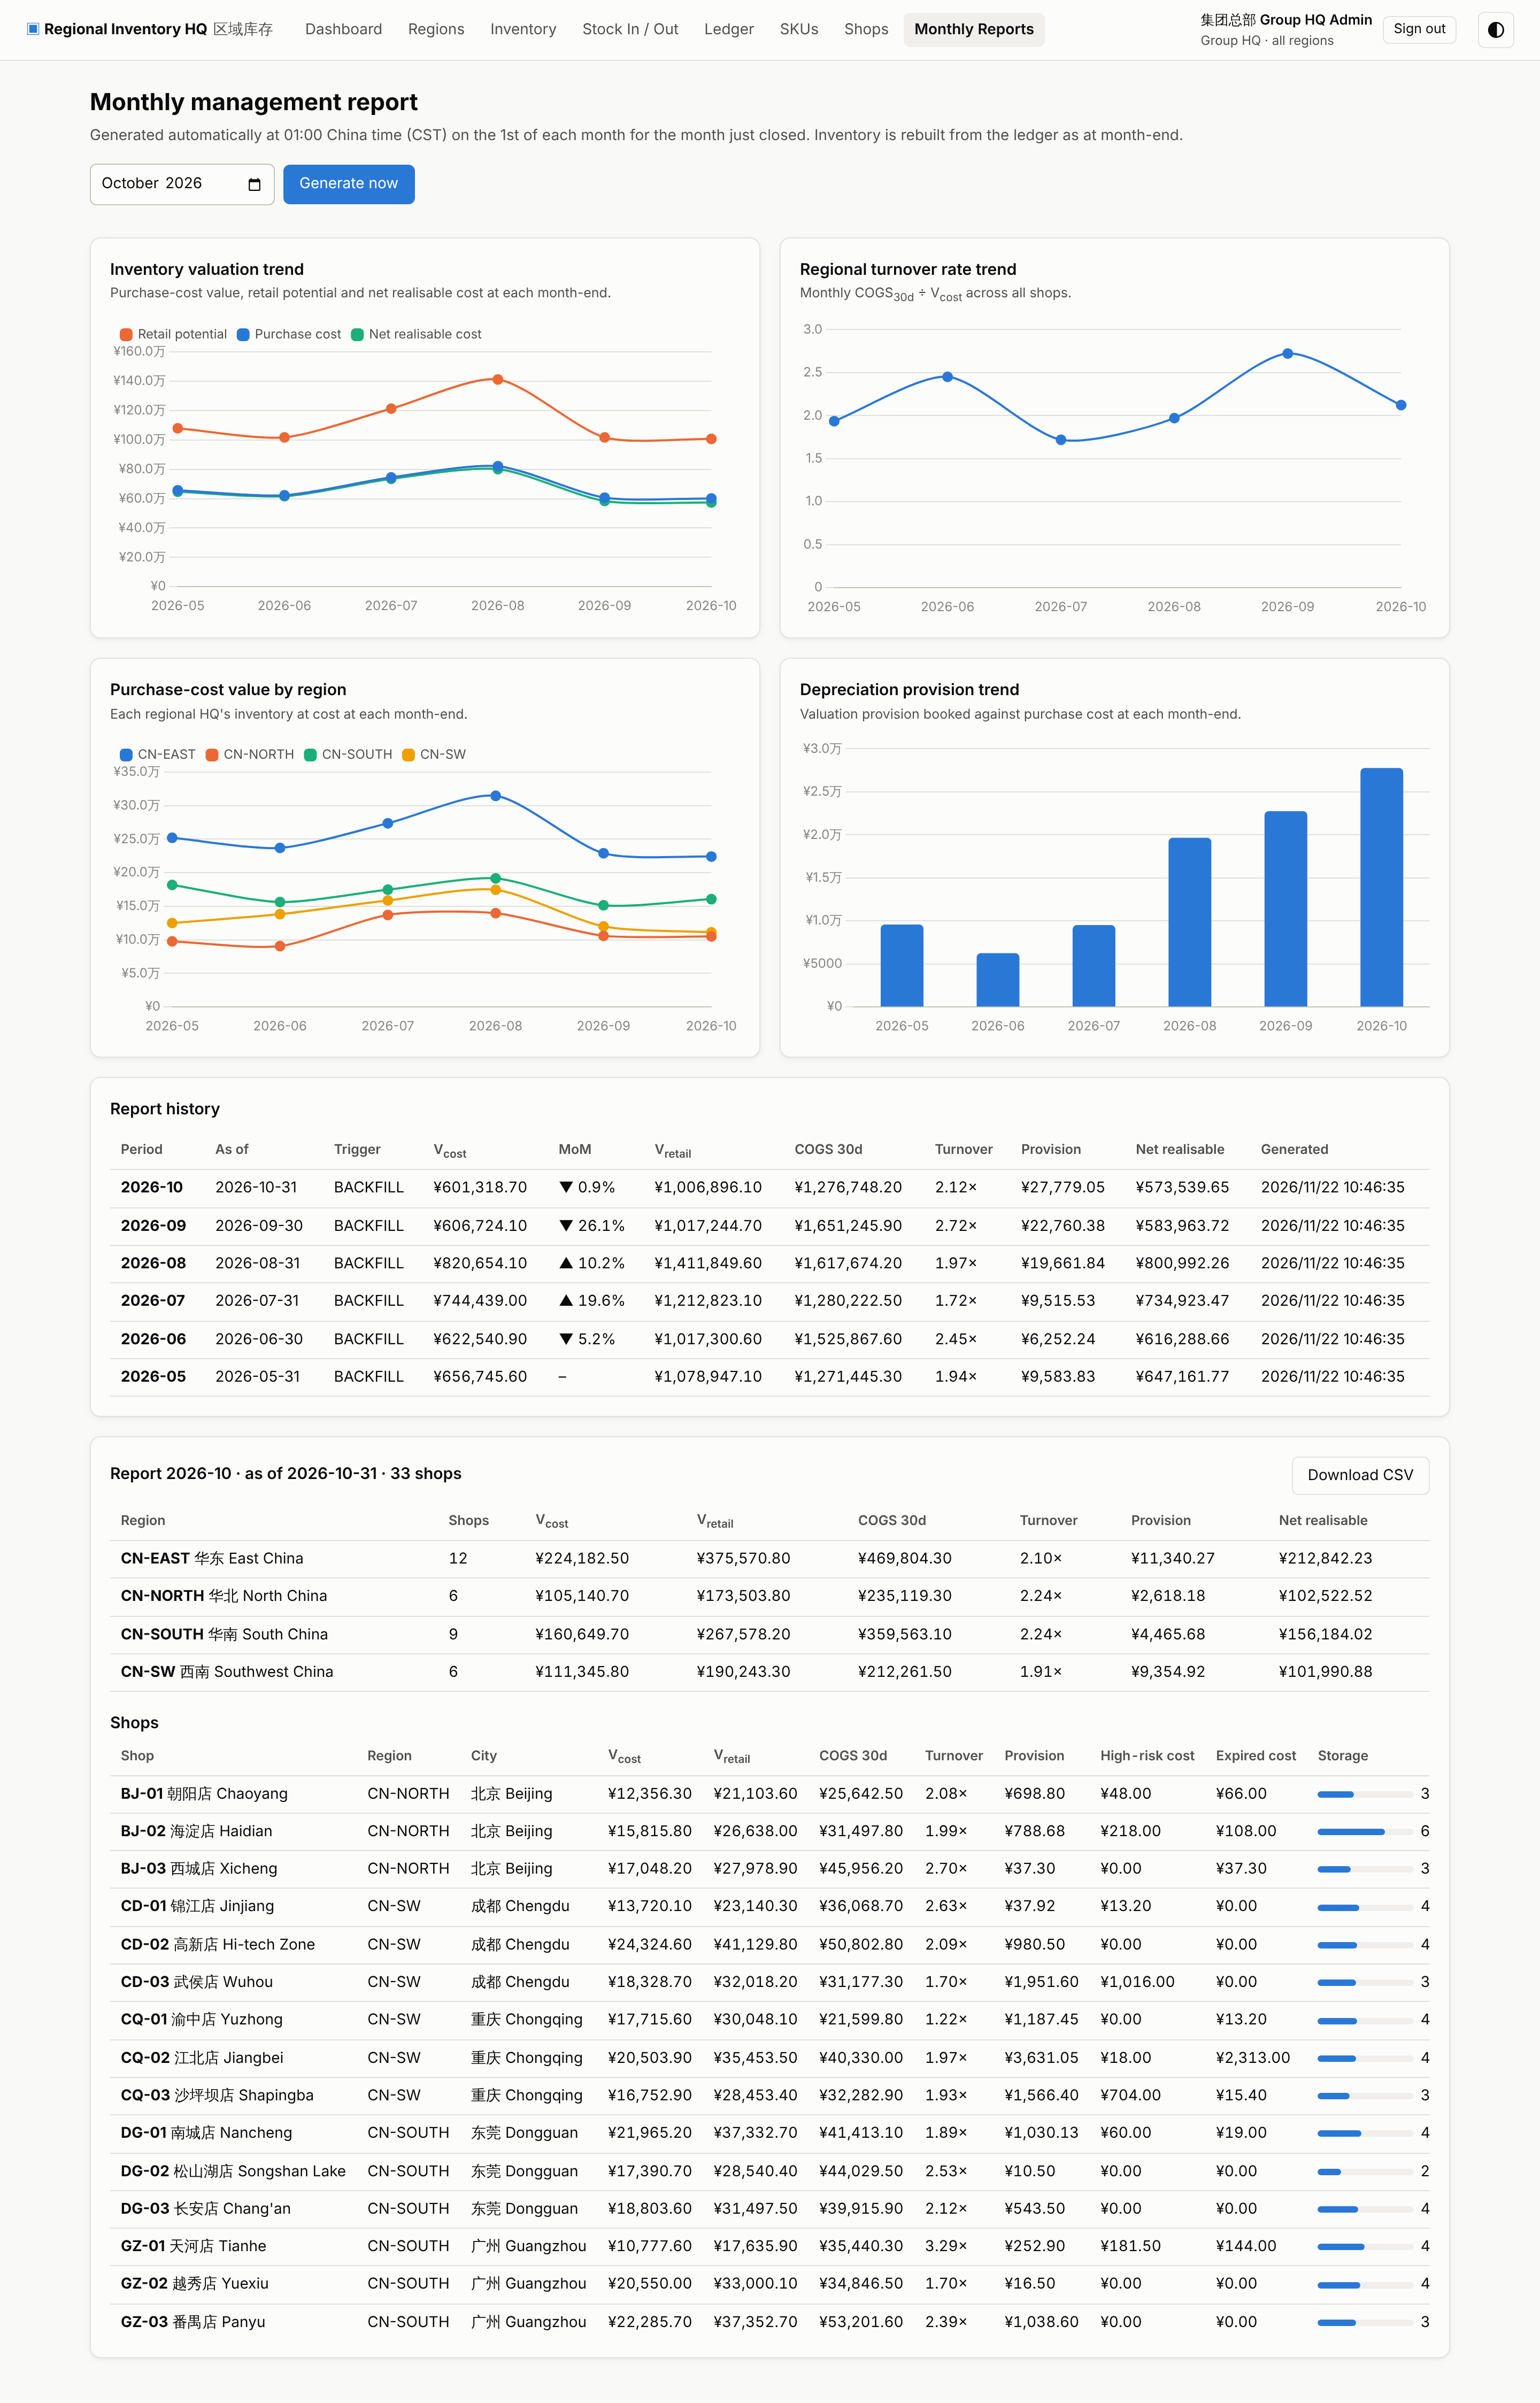 Regional Inventory HQ 区域库存 Dashboard Regions Inventory Stock In / Out Ledger SKUs Shops Monthly Reports 集团总部 Group HQ Admin Sign out
Group HQ · all regions
Monthly management report
Generated automatically at 01:00 China time (CST) on the 1st of each month for the month just closed. Inventory is rebuilt from the ledger as at month-end.
October 2026 Generate now
Inventory valuation trend
Purchase-cost value, retail potential and net realisable cost at each month-end.
Retail potential Purchase cost Net realisable cost
¥160.0万
¥140.0万
¥120.0万
¥100.0万
¥80.0万
¥60.0万
¥40.0万
¥20.0万
¥0
2026-05 2026-06 2026-07 2026-08 2026-09 2026-10
Regional turnover rate trend
Monthly COGS30d ÷ Vcost across all shops.
3.0
2.5
2.0
1.5
1.0
0.5
0
2026-05 2026-06 2026-07 2026-08 2026-09 2026-10
Purchase-cost value by region
Each regional HQ's inventory at cost at each month-end.
CN-EAST CN-NORTH CN-SOUTH CN-SW
¥35.0万
¥30.0万
¥25.0万
¥20.0万
¥15.0万
¥10.0万
¥5.0万
¥0
2026-05 2026-06 2026-07 2026-08 2026-09 2026-10
Depreciation provision trend
Valuation provision booked against purchase cost at each month-end.
¥3.0万
¥2.5万
¥2.0万
¥1.5万
¥1.0万
¥5000
¥0
2026-05 2026-06 2026-07 2026-08 2026-09 2026-10
Report history
Period As of Trigger Vcost MoM Vretail COGS 30d Turnover Provision Net realisable Generated
2026-10 2026-10-31 BACKFILL ¥601,318.70 ▼ 0.9% ¥1,006,896.10 ¥1,276,748.20 2.12× ¥27,779.05 ¥573,539.65 2026/11/22 10:46:35
2026-09 2026-09-30 BACKFILL ¥606,724.10 ▼ 26.1% ¥1,017,244.70 ¥1,651,245.90 2.72× ¥22,760.38 ¥583,963.72 2026/11/22 10:46:35
2026-08 2026-08-31 BACKFILL ¥820,654.10 ▲ 10.2% ¥1,411,849.60 ¥1,617,674.20 1.97× ¥19,661.84 ¥800,992.26 2026/11/22 10:46:35
2026-07 2026-07-31 BACKFILL ¥744,439.00 ▲ 19.6% ¥1,212,823.10 ¥1,280,222.50 1.72× ¥9,515.53 ¥734,923.47 2026/11/22 10:46:35
2026-06 2026-06-30 BACKFILL ¥622,540.90 ▼ 5.2% ¥1,017,300.60 ¥1,525,867.60 2.45× ¥6,252.24 ¥616,288.66 2026/11/22 10:46:35
2026-05 2026-05-31 BACKFILL ¥656,745.60 – ¥1,078,947.10 ¥1,271,445.30 1.94× ¥9,583.83 ¥647,161.77 2026/11/22 10:46:35
Report 2026-10 · as of 2026-10-31 · 33 shops Download CSV
Region Shops Vcost Vretail COGS 30d Turnover Provision Net realisable
CN-EAST 华东 East China 12 ¥224,182.50 ¥375,570.80 ¥469,804.30 2.10× ¥11,340.27 ¥212,842.23
CN-NORTH 华北 North China 6 ¥105,140.70 ¥173,503.80 ¥235,119.30 2.24× ¥2,618.18 ¥102,522.52
CN-SOUTH 华南 South China 9 ¥160,649.70 ¥267,578.20 ¥359,563.10 2.24× ¥4,465.68 ¥156,184.02
CN-SW 西南 Southwest China 6 ¥111,345.80 ¥190,243.30 ¥212,261.50 1.91× ¥9,354.92 ¥101,990.88
Shops
Shop Region City Vcost Vretail COGS 30d Turnover Provision High-risk cost Expired cost Storage
BJ-01 朝阳店 Chaoyang CN-NORTH 北京 Beijing ¥12,356.30 ¥21,103.60 ¥25,642.50 2.08× ¥698.80 ¥48.00 ¥66.00 3
BJ-02 海淀店 Haidian CN-NORTH 北京 Beijing ¥15,815.80 ¥26,638.00 ¥31,497.80 1.99× ¥788.68 ¥218.00 ¥108.00 6
BJ-03 西城店 Xicheng CN-NORTH 北京 Beijing ¥17,048.20 ¥27,978.90 ¥45,956.20 2.70× ¥37.30 ¥0.00 ¥37.30 3
CD-01 锦江店 Jinjiang CN-SW 成都 Chengdu ¥13,720.10 ¥23,140.30 ¥36,068.70 2.63× ¥37.92 ¥13.20 ¥0.00 4
CD-02 高新店 Hi-tech Zone CN-SW 成都 Chengdu ¥24,324.60 ¥41,129.80 ¥50,802.80 2.09× ¥980.50 ¥0.00 ¥0.00 4
CD-03 武侯店 Wuhou CN-SW 成都 Chengdu ¥18,328.70 ¥32,018.20 ¥31,177.30 1.70× ¥1,951.60 ¥1,016.00 ¥0.00 3
CQ-01 渝中店 Yuzhong CN-SW 重庆 Chongqing ¥17,715.60 ¥30,048.10 ¥21,599.80 1.22× ¥1,187.45 ¥0.00 ¥13.20 4
CQ-02 江北店 Jiangbei CN-SW 重庆 Chongqing ¥20,503.90 ¥35,453.50 ¥40,330.00 1.97× ¥3,631.05 ¥18.00 ¥2,313.00 4
CQ-03 沙坪坝店 Shapingba CN-SW 重庆 Chongqing ¥16,752.90 ¥28,453.40 ¥32,282.90 1.93× ¥1,566.40 ¥704.00 ¥15.40 3
DG-01 南城店 Nancheng CN-SOUTH 东莞 Dongguan ¥21,965.20 ¥37,332.70 ¥41,413.10 1.89× ¥1,030.13 ¥60.00 ¥19.00 4
DG-02 松山湖店 Songshan Lake CN-SOUTH 东莞 Dongguan ¥17,390.70 ¥28,540.40 ¥44,029.50 2.53× ¥10.50 ¥0.00 ¥0.00 2
DG-03 长安店 Chang'an CN-SOUTH 东莞 Dongguan ¥18,803.60 ¥31,497.50 ¥39,915.90 2.12× ¥543.50 ¥0.00 ¥0.00 4
GZ-01 天河店 Tianhe CN-SOUTH 广州 Guangzhou ¥10,777.60 ¥17,635.90 ¥35,440.30 3.29× ¥252.90 ¥181.50 ¥144.00 4
GZ-02 越秀店 Yuexiu CN-SOUTH 广州 Guangzhou ¥20,550.00 ¥33,000.10 ¥34,846.50 1.70× ¥16.50 ¥0.00 ¥0.00 4
GZ-03 番禺店 Panyu CN-SOUTH 广州 Guangzhou ¥22,285.70 ¥37,352.70 ¥53,201.60 2.39× ¥1,038.60 ¥0.00 ¥0.00 3